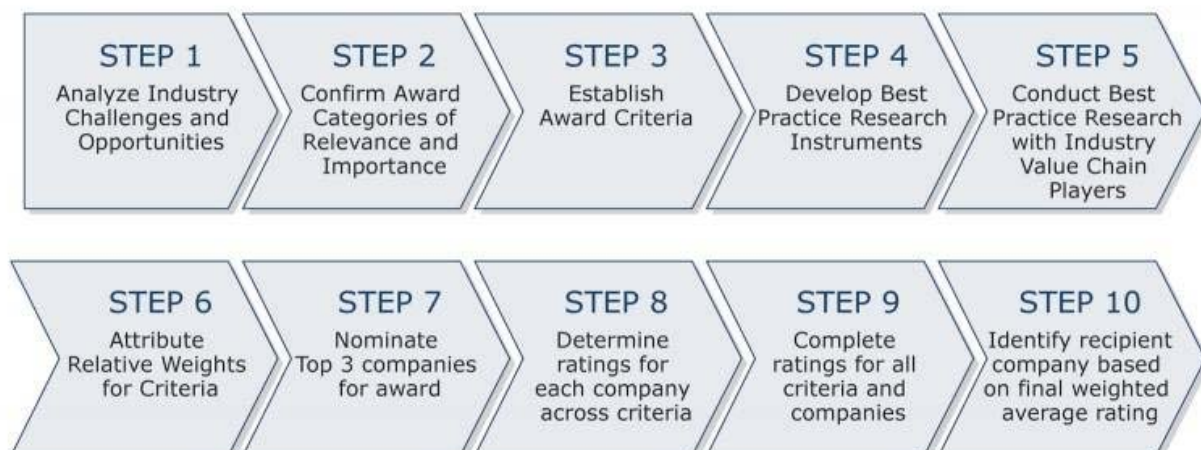 STEP 1
Analyze Industry
Challenges and
Opportunities
STEP 2
Confirm Award
Categories of
Relevance and
Importance
STEP 3
Establish
Award Criteria
STEP 4
Develop Best
Practice Research
Instruments
STEP 5
Conduct Best
Practice Research
with Industry
Value Chain
Players
STEP 6
Attribute
Relative Weights
for Criteria
STEP 7
Nominate
Top 3 companies
for award
STEP 8
Determine
ratings for
each company
across criteria
STEP 9
Complete
ratings for all
criteria and
companies
STEP 10
Identify recipient
company based
on final weighted
average rating